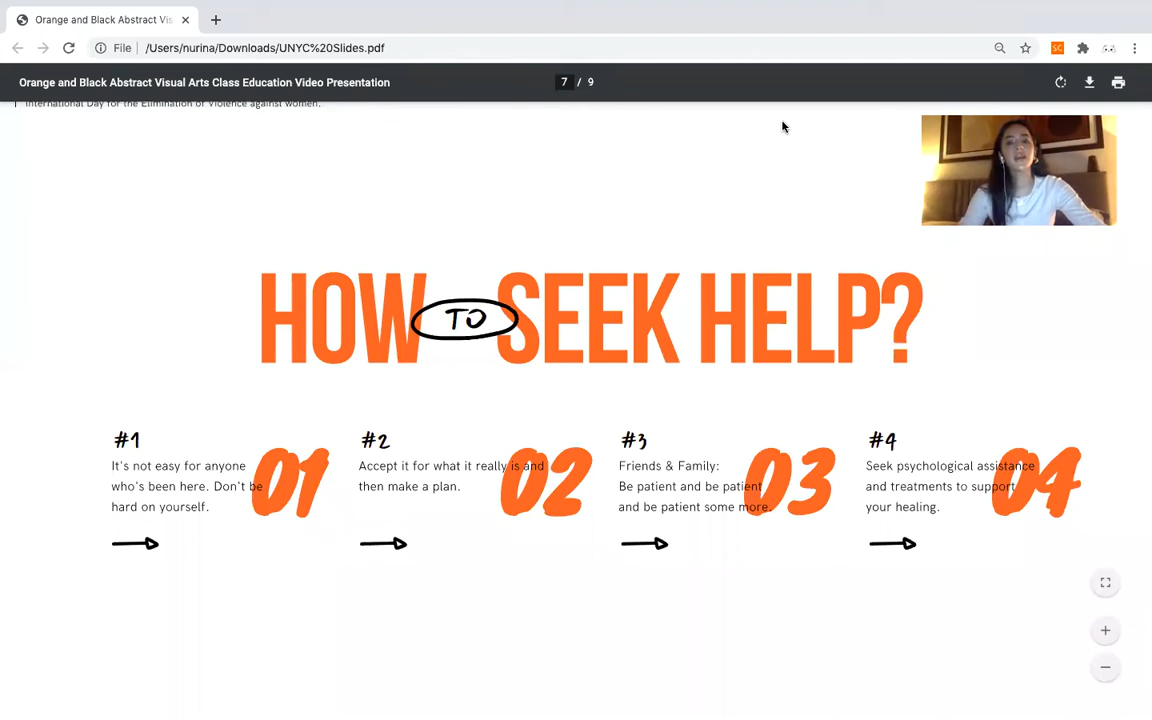 Orange and Black Abstract Vis
File
/Users/nurina/Downloads/UNYC%20Slides.pdf
SC
Orange and Black Abstract Visual Arts Class Education Video Presentation
7 / 9
International Day for the Elimination of Violence against women.
HOW TO SEEK HELP?
#1
01
It's not easy for anyone
who's been here. Don't be
hard on yourself.
#2
02
Accept it for what it really is and
then make a plan.
#3
03
Friends & Family:
Be patient and be patient
and be patient some more.
#4
04
Seek psychological assistance
and treatments to support
your healing.